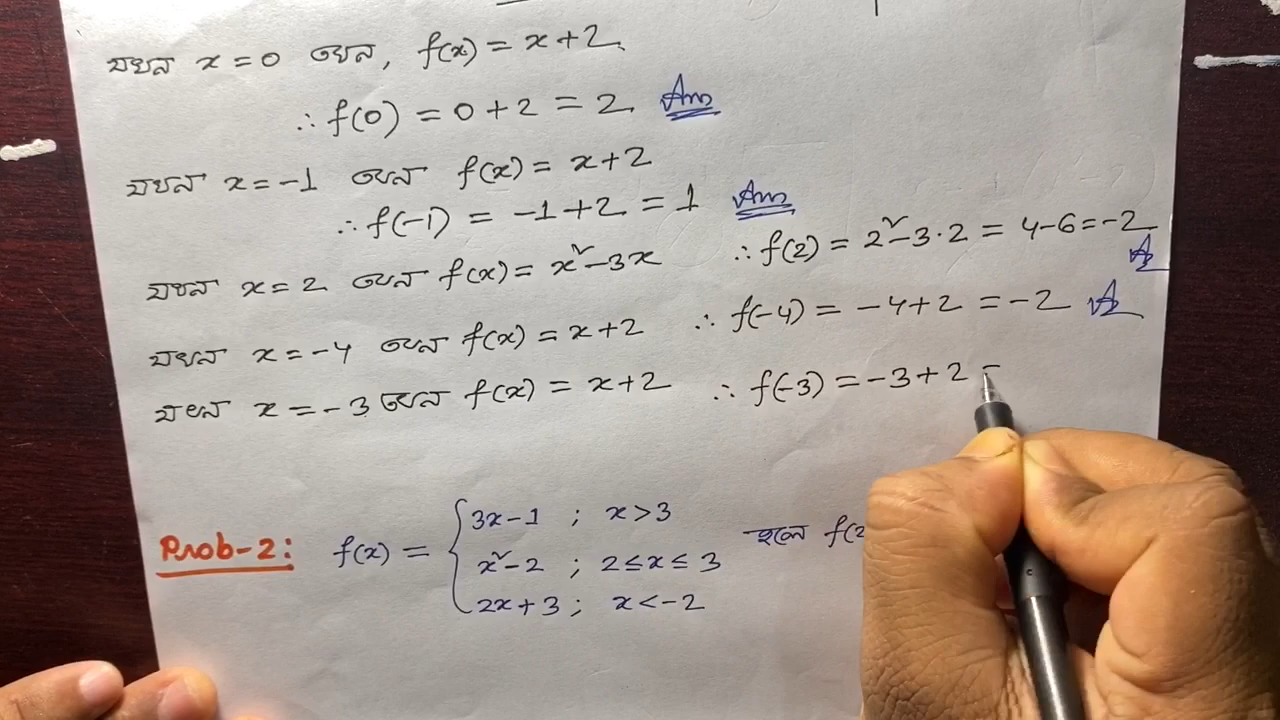 যখন x = 0 তখন, f(x) = x+2
∴ f(0) = 0+2 = 2 Ans
যখন x = -1 তখন f(x) = x+2
∴ f(-1) = -1+2 = 1 Ans
যখন x = 2 তখন f(x) = x²-3x ∴ f(2) = 2²-3·2 = 4-6 = -2
যখন x = -4 তখন f(x) = x+2 ∴ f(-4) = -4+2 = -2
যখন x = -3 তখন f(x) = x+2 ∴ f(-3) = -3+2 =
Prob-2: f(x) = { 3x-1 ; x>3
x²-2 ; 2≤x≤3 হলে f(2
2x+3 ; x<-2